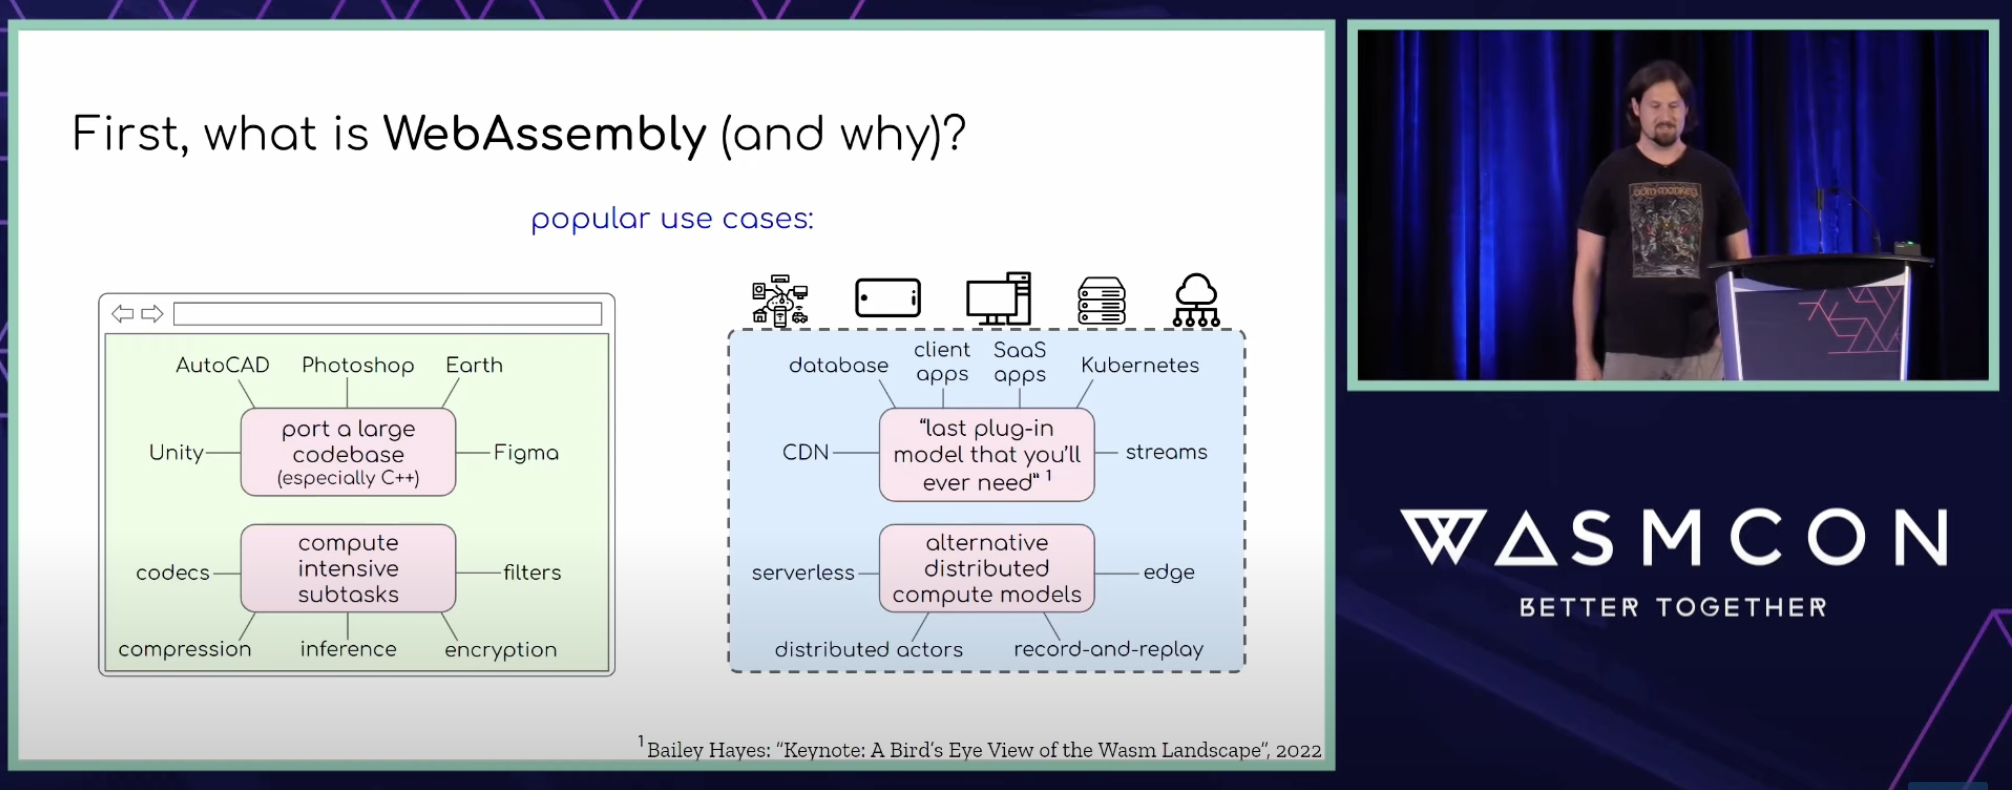 First, what is WebAssembly (and why)?
popular use cases:
AutoCAD
Photoshop
Earth
Unity
port a large
codebase
(especially C++)
Figma
codecs
compute
intensive
subtasks
filters
compression
inference
encryption
database
client
apps
SaaS
apps
Kubernetes
CDN
“last plug-in
model that you’ll
ever need” 1
streams
serverless
alternative
distributed
compute models
edge
distributed actors
record-and-replay
1 Bailey Hayes: “Keynote: A Bird’s Eye View of the Wasm Landscape”, 2022
WASMCON
BETTER TOGETHER